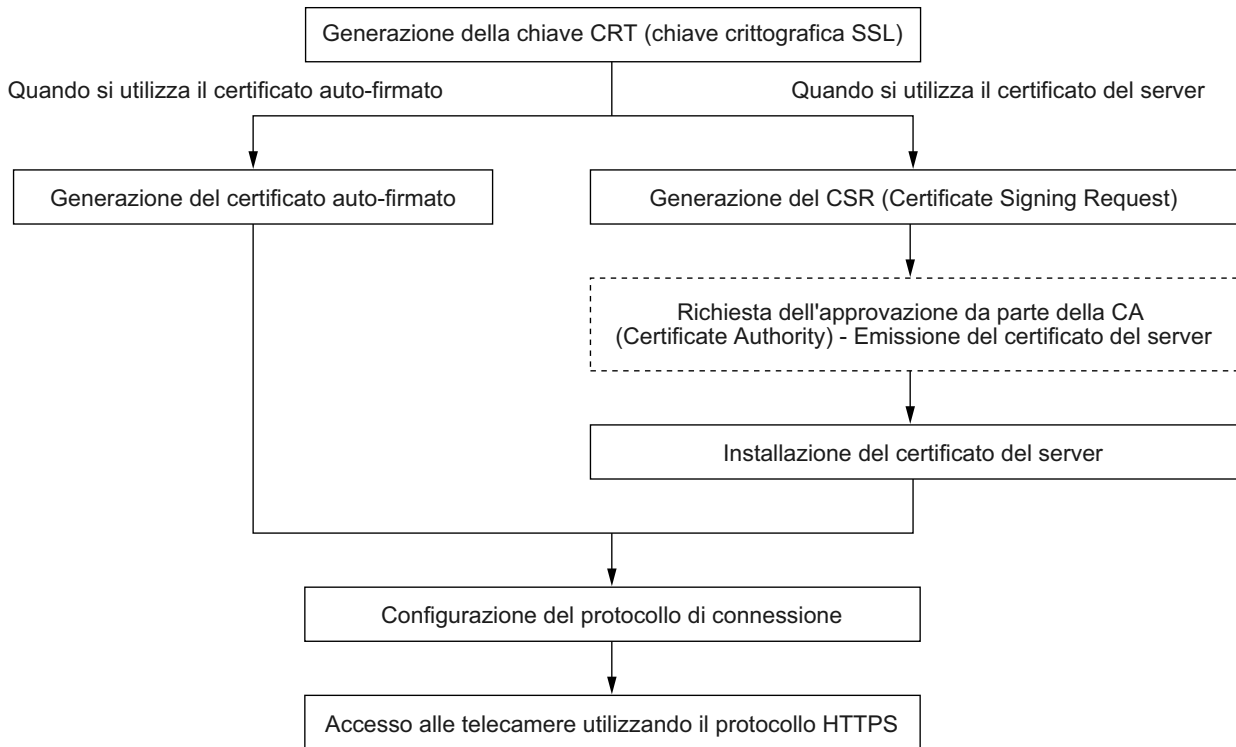 Generazione della chiave CRT (chiave crittografica SSL)
Quando si utilizza il certificato auto-firmato
Quando si utilizza il certificato del server
Generazione del certificato auto-firmato
Generazione del CSR (Certificate Signing Request)
Richiesta dell'approvazione da parte della CA
(Certificate Authority) - Emissione del certificato del server
Installazione del certificato del server
Configurazione del protocollo di connessione
Accesso alle telecamere utilizzando il protocollo HTTPS